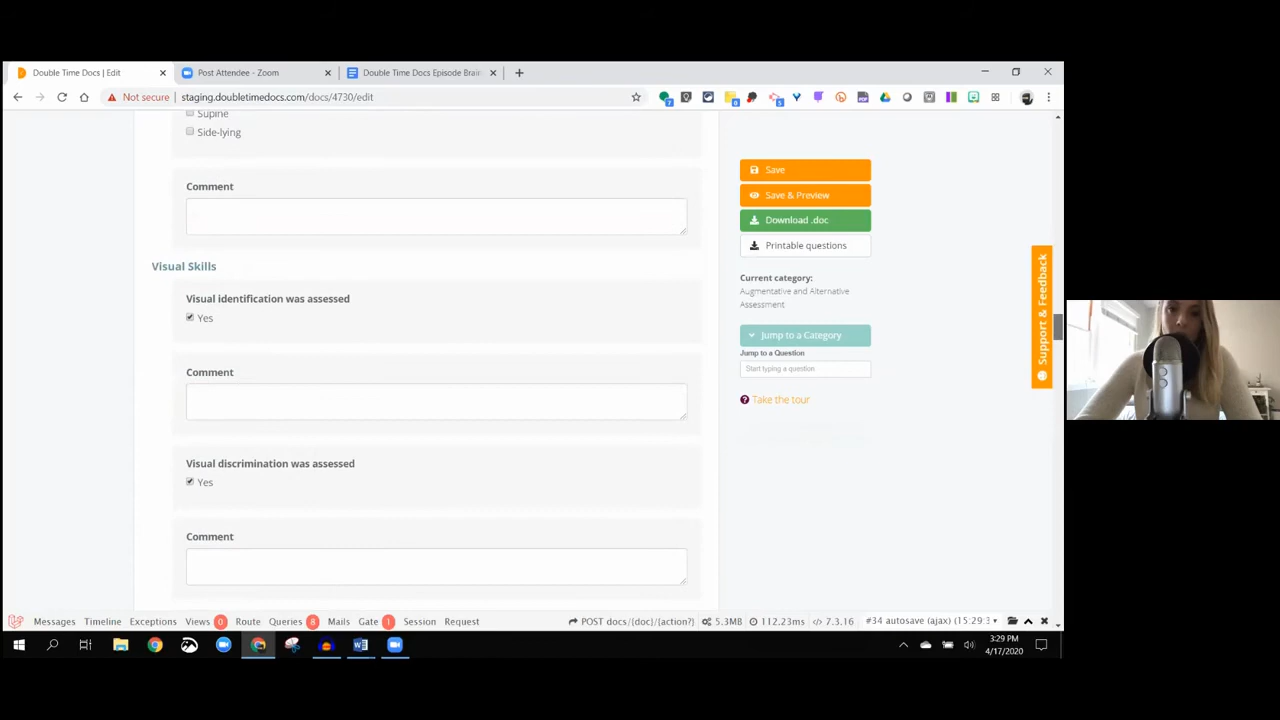 Double Time Docs | Edit
Post Attendee - Zoom
Double Time Docs Episode Brain
Not secure
staging.doubletimedocs.com/docs/4730/edit
Supine
Side-lying
Comment
Visual Skills
Visual identification was assessed
Yes
Comment
Visual discrimination was assessed
Yes
Comment
Save
Save & Preview
Download .doc
Printable questions
Current category:
Augmentative and Alternative
Assessment
Jump to a Category
Jump to a Question
Start typing a question
Take the tour
Support & Feedback
Messages Timeline Exceptions Views 0 Route Queries 8 Mails Gate 1 Session Request
POST docs/{doc}/{action?} 5.3MB 112.23ms 7.3.16 #34 autosave (ajax) (15:29:3
3:29 PM
4/17/2020